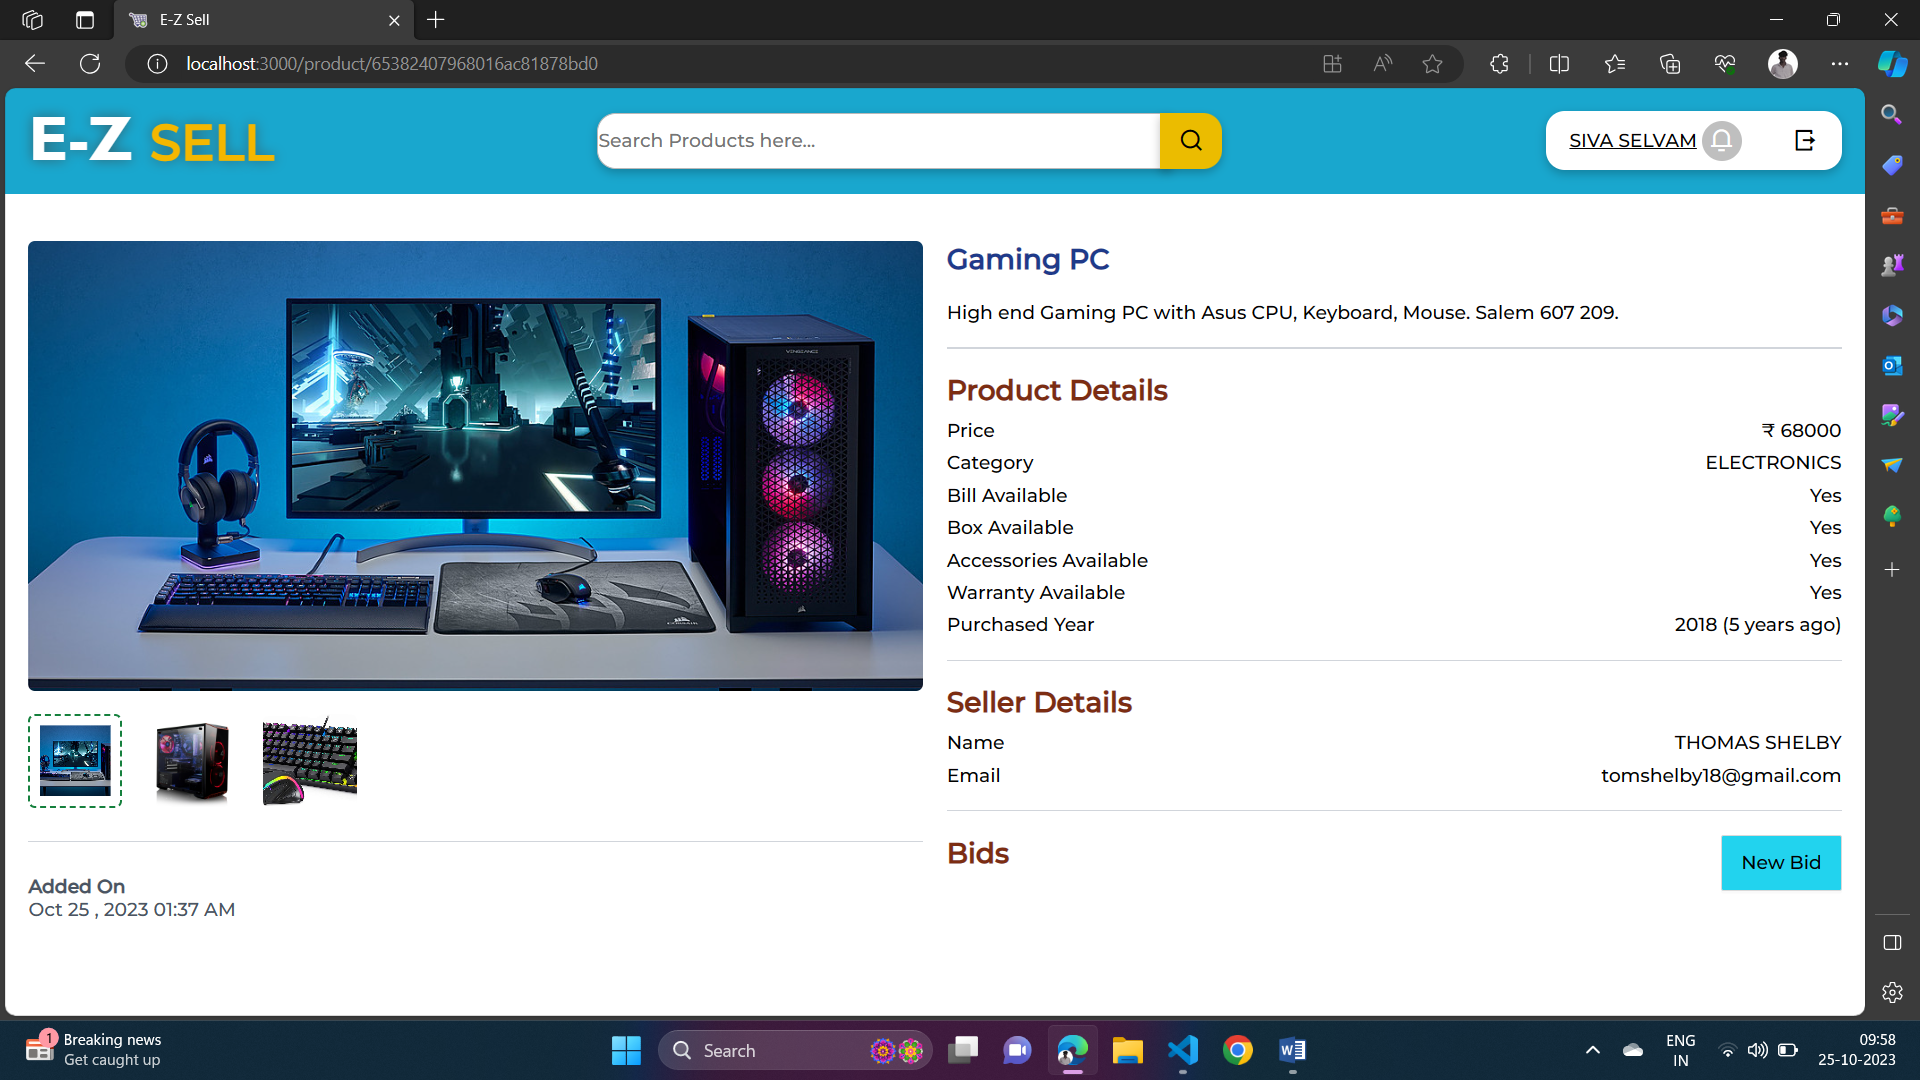 E-Z Sell
localhost:3000/product/65382407968016ac81878bd0
E-Z SELL
Search Products here...
SIVA SELVAM
VENGEANCE
Gaming PC
High end Gaming PC with Asus CPU, Keyboard, Mouse. Salem 607 209.
Product Details
Price ₹ 68000
Category ELECTRONICS
Bill Available Yes
Box Available Yes
Accessories Available Yes
Warranty Available Yes
Purchased Year 2018 (5 years ago)
Seller Details
Name THOMAS SHELBY
Email tomshelby18@gmail.com
Bids
New Bid
Added On
Oct 25 , 2023 01:37 AM
1
Breaking news
Get caught up
Search
ENG
IN
09:58
25-10-2023